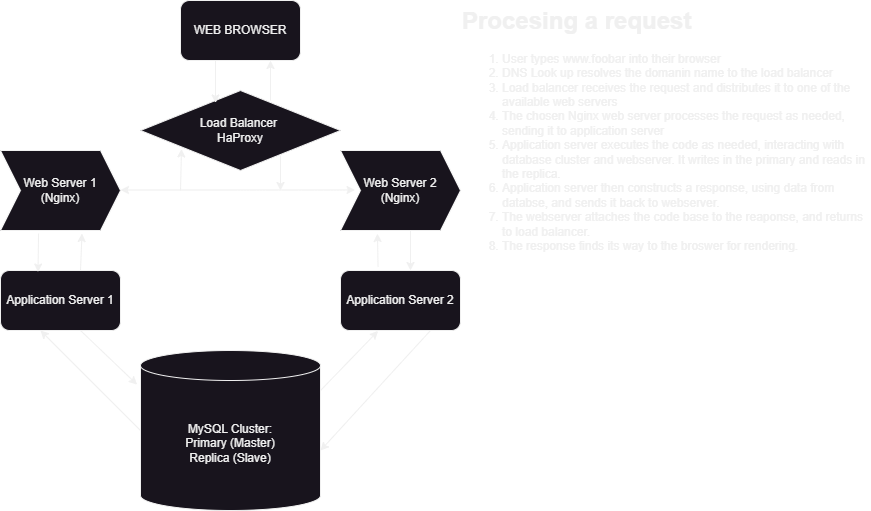 WEB BROWSER
Load Balancer
HaProxy
Web Server 1
(Nginx)
Web Server 2
(Nginx)
Application Server 1
Application Server 2
MySQL Cluster:
Primary (Master)
Replica (Slave)
Procesing a request
1. User types www.foobar into their browser
2. DNS Look up resolves the domanin name to the load balancer
3. Load balancer receives the request and distributes it to one of the
available web servers
4. The chosen Nginx web server processes the request as needed,
sending it to application server
5. Application server executes the code as needed, interacting with
database cluster and webserver. It writes in the primary and reads in
the replica.
6. Application server then constructs a response, using data from
databse, and sends it back to webserver.
7. The webserver attaches the code base to the reaponse, and returns
to load balancer.
8. The response finds its way to the broswer for rendering.